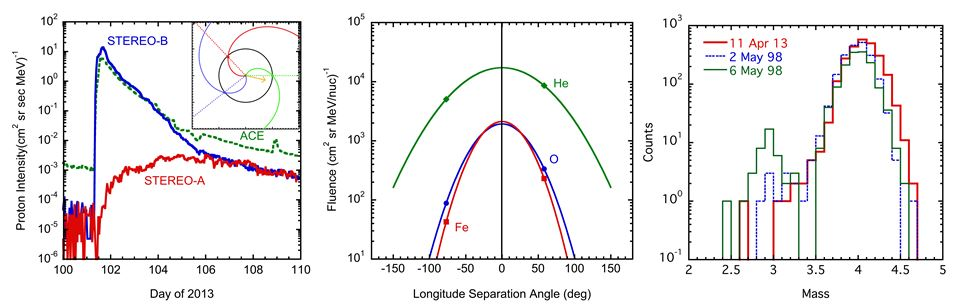 Proton Intensity(cm² sr sec MeV)⁻¹
10²
10¹
10⁰
10⁻¹
10⁻²
10⁻³
10⁻⁴
10⁻⁵
10⁻⁶
STEREO-B
ACE
STEREO-A
100 102 104 106 108 110
Day of 2013
Fluence (cm² sr MeV/nuc)⁻¹
10⁵
10⁴
10³
10²
10¹
He
O
Fe
-150 -100 -50 0 50 100 150
Longitude Separation Angle (deg)
Counts
10³
10²
10¹
10⁰
10⁻¹
11 Apr 13
2 May 98
6 May 98
2 2.5 3 3.5 4 4.5 5
Mass